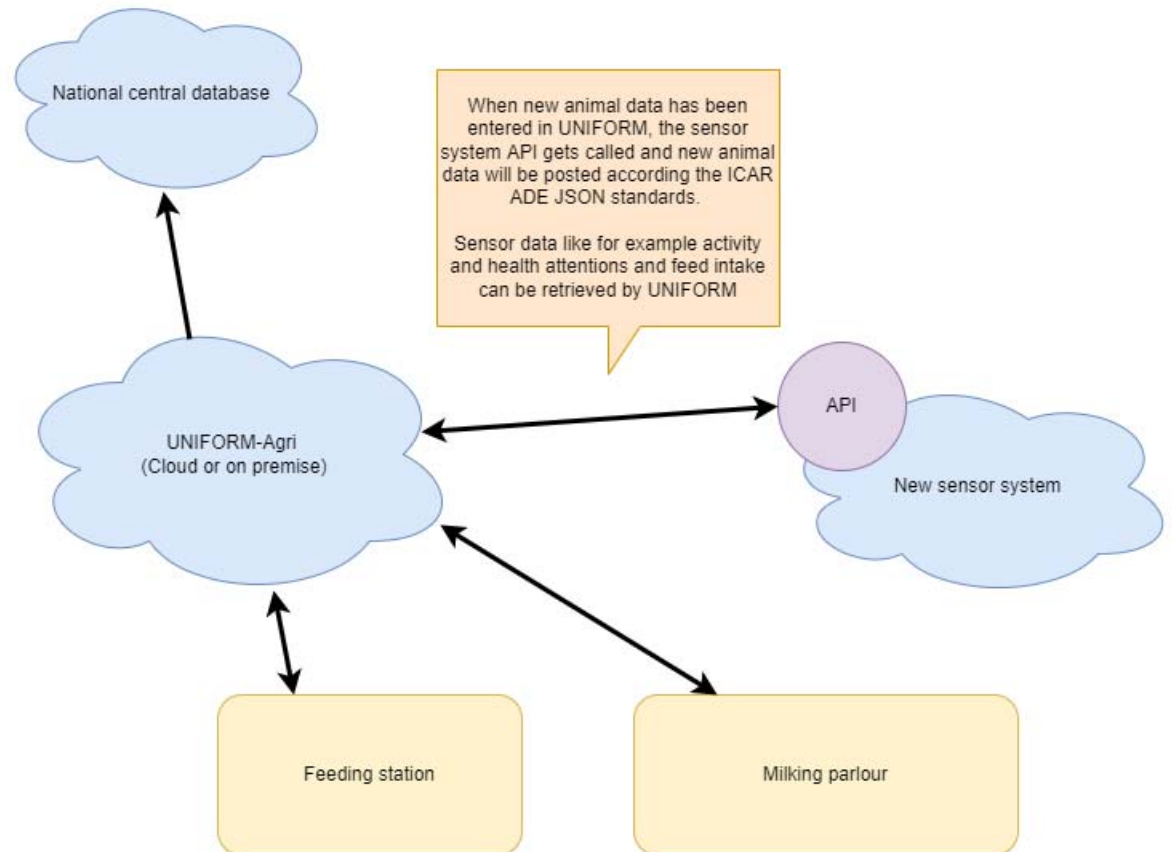 National central database
When new animal data has been
entered in UNIFORM, the sensor
system API gets called and new animal
data will be posted according the ICAR
ADE JSON standards.
Sensor data like for example activity
and health attentions and feed intake
can be retrieved by UNIFORM
API
UNIFORM-Agri
(Cloud or on premise)
New sensor system
Feeding station
Milking parlour